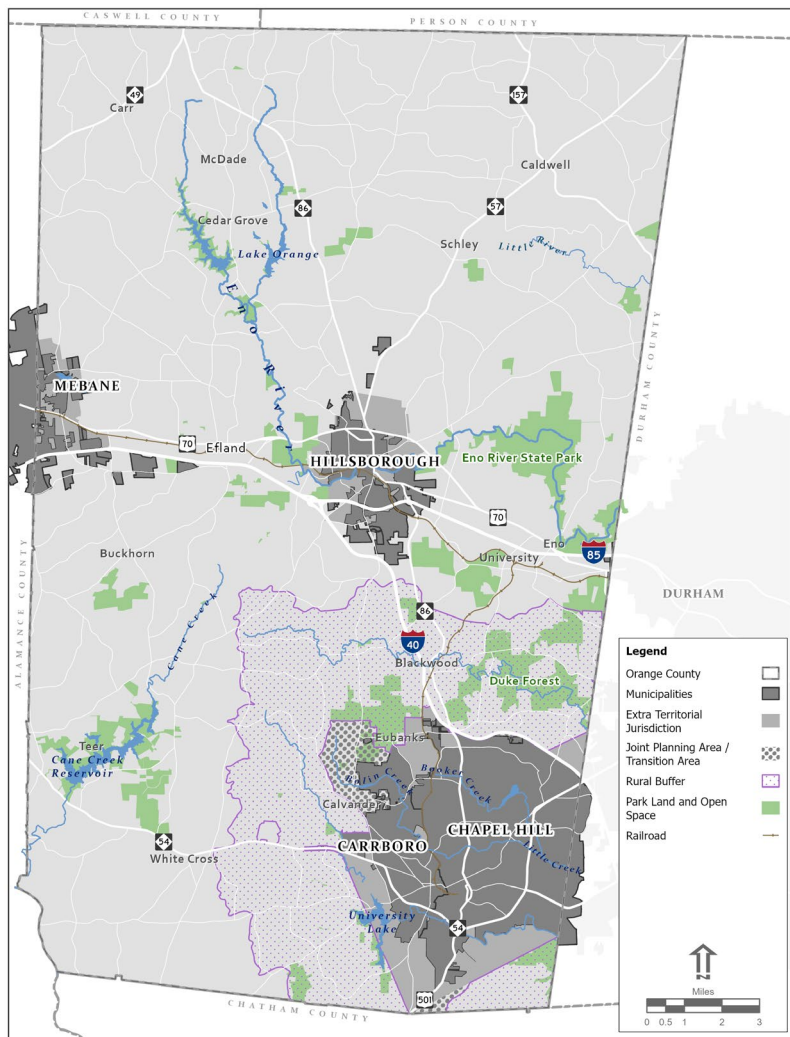 CASWELL COUNTY
PERSON COUNTY
49
Carr
157
McDade
Caldwell
86
57
Cedar Grove
Schley
Little River
Lake Orange
Eno River
DURHAM COUNTY
MEBANE
70
Efland
HILLSBOROUGH
Eno River State Park
70
Eno
University
85
Buckhorn
DURHAM
ALAMANCE COUNTY
Cane Creek
86
40
Blackwood
Duke Forest
Teer
Cane Creek
Reservoir
Eubanks
Bolin Creek
Booker Creek
Calvander
CHAPEL HILL
54
CARRBORO
White Cross
Little Creek
University
Lake
54
501
CHATHAM COUNTY
Legend
Orange County
Municipalities
Extra Territorial
Jurisdiction
Joint Planning Area /
Transition Area
Rural Buffer
Park Land and Open
Space
Railroad
N
Miles
0 0.5 1 2 3